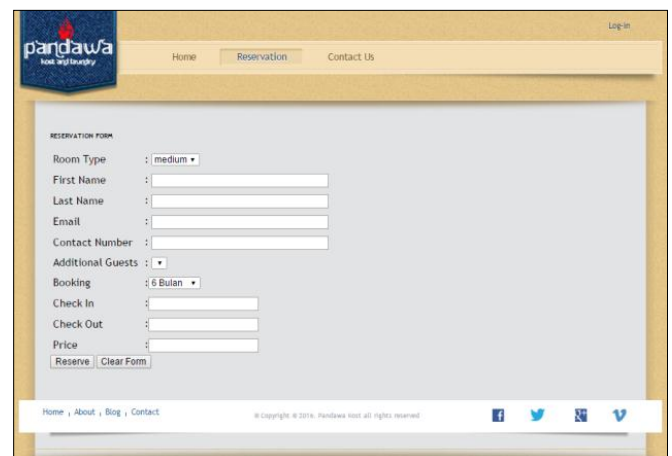 Log-in
pandawa
kost and laundry
Home Reservation Contact Us
RESERVATION FORM
Room Type : medium
First Name :
Last Name :
Email :
Contact Number :
Additional Guests :
Booking : 6 Bulan
Check In :
Check Out :
Price :
Reserve Clear Form
Home , About , Blog , Contact
© Copyright © 2016. Pandawa Kost all rights reserved